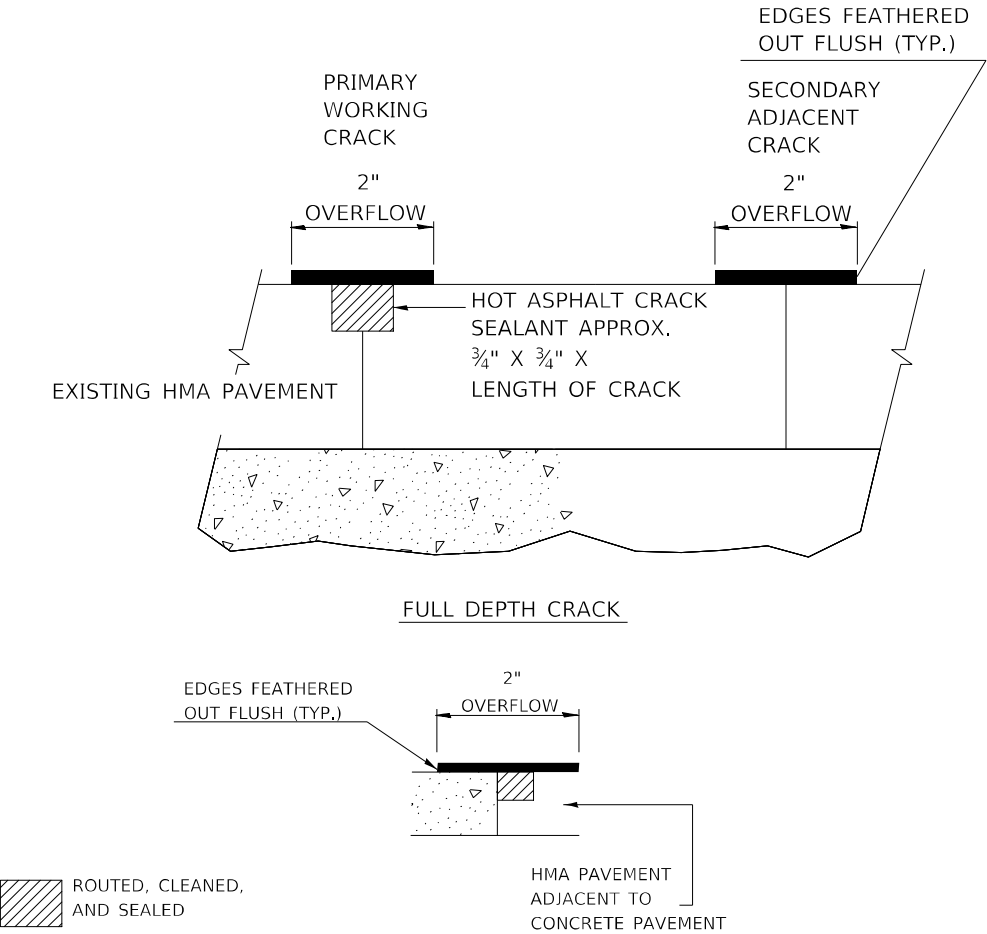 EDGES FEATHERED
OUT FLUSH (TYP.)
PRIMARY
WORKING
CRACK
SECONDARY
ADJACENT
CRACK
2"
OVERFLOW
2"
OVERFLOW
HOT ASPHALT CRACK
SEALANT APPROX.
¾" X ¾" X
LENGTH OF CRACK
EXISTING HMA PAVEMENT
FULL DEPTH CRACK
EDGES FEATHERED
OUT FLUSH (TYP.)
2"
OVERFLOW
HMA PAVEMENT
ADJACENT TO
CONCRETE PAVEMENT
ROUTED, CLEANED,
AND SEALED